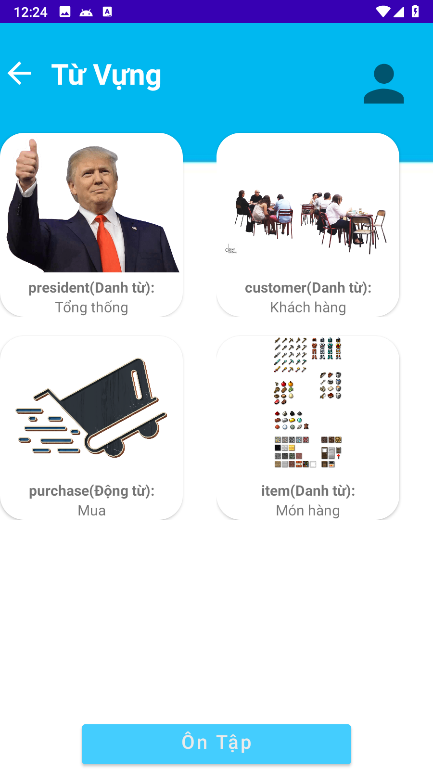 12:24
Từ Vựng
president(Danh từ):
Tổng thống
customer(Danh từ):
Khách hàng
purchase(Động từ):
Mua
item(Danh từ):
Món hàng
Ôn Tập